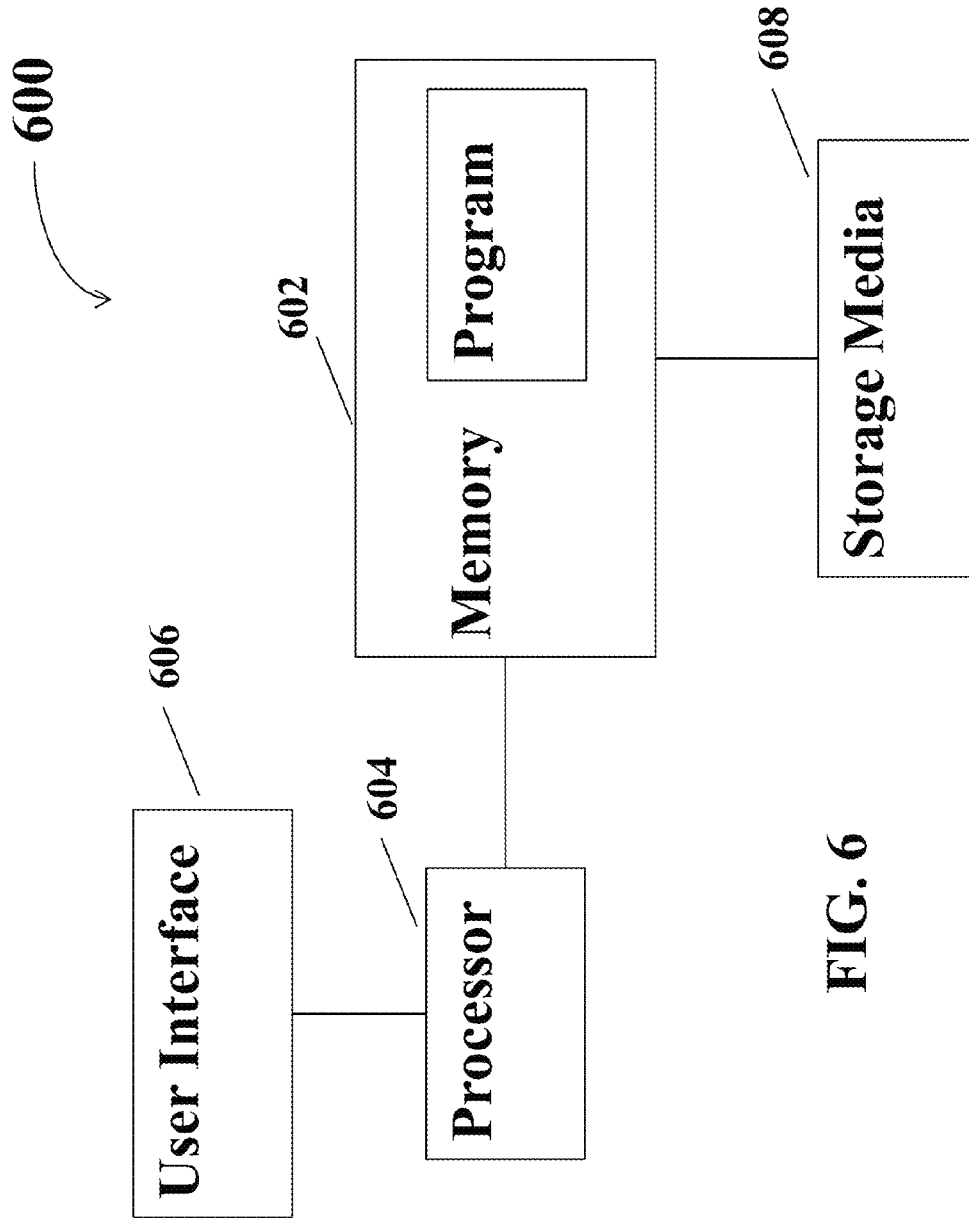 600
606
User Interface
604
Processor
602
Memory
Program
608
Storage Media
FIG. 6